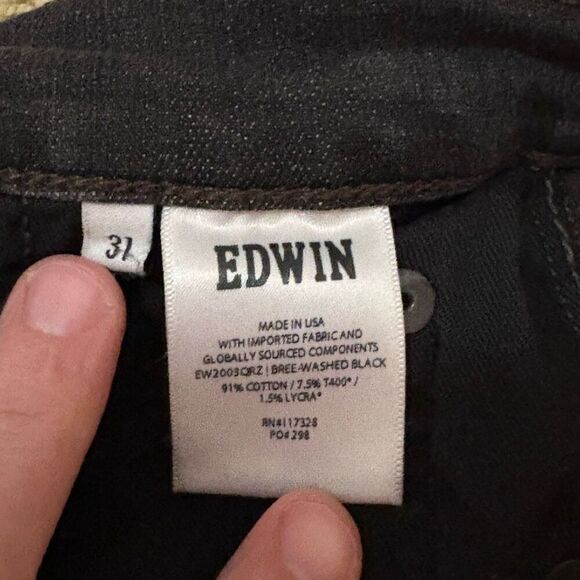 31
EDWIN
MADE IN USA
WITH IMPORTED FABRIC AND
GLOBALLY SOURCED COMPONENTS
EW2003QRZ | BREE-WASHED BLACK
91% COTTON / 7.5% T400® /
1.5% LYCRA®
RN#117328
PO#298